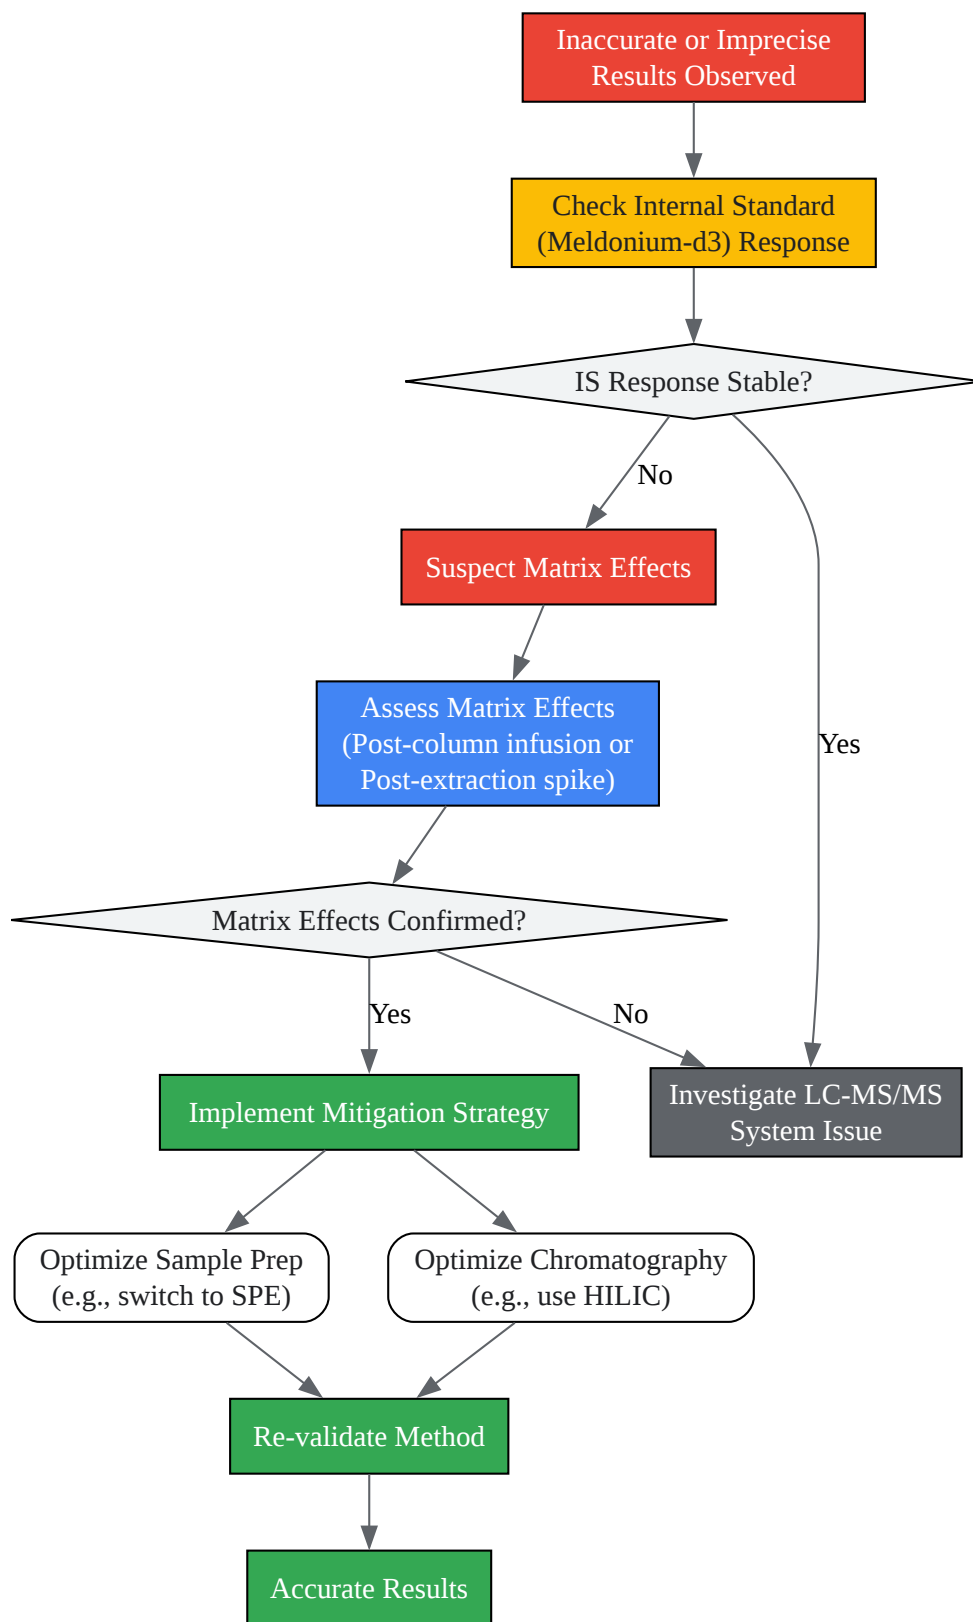 Inaccurate or Imprecise
Results Observed
Check Internal Standard
(Meldonium-d3) Response
IS Response Stable?
No
Suspect Matrix Effects
Assess Matrix Effects
(Post-column infusion or
Post-extraction spike)
Yes
Matrix Effects Confirmed?
Yes
No
Implement Mitigation Strategy
Investigate LC-MS/MS
System Issue
Optimize Sample Prep
(e.g., switch to SPE)
Optimize Chromatography
(e.g., use HILIC)
Re-validate Method
Accurate Results